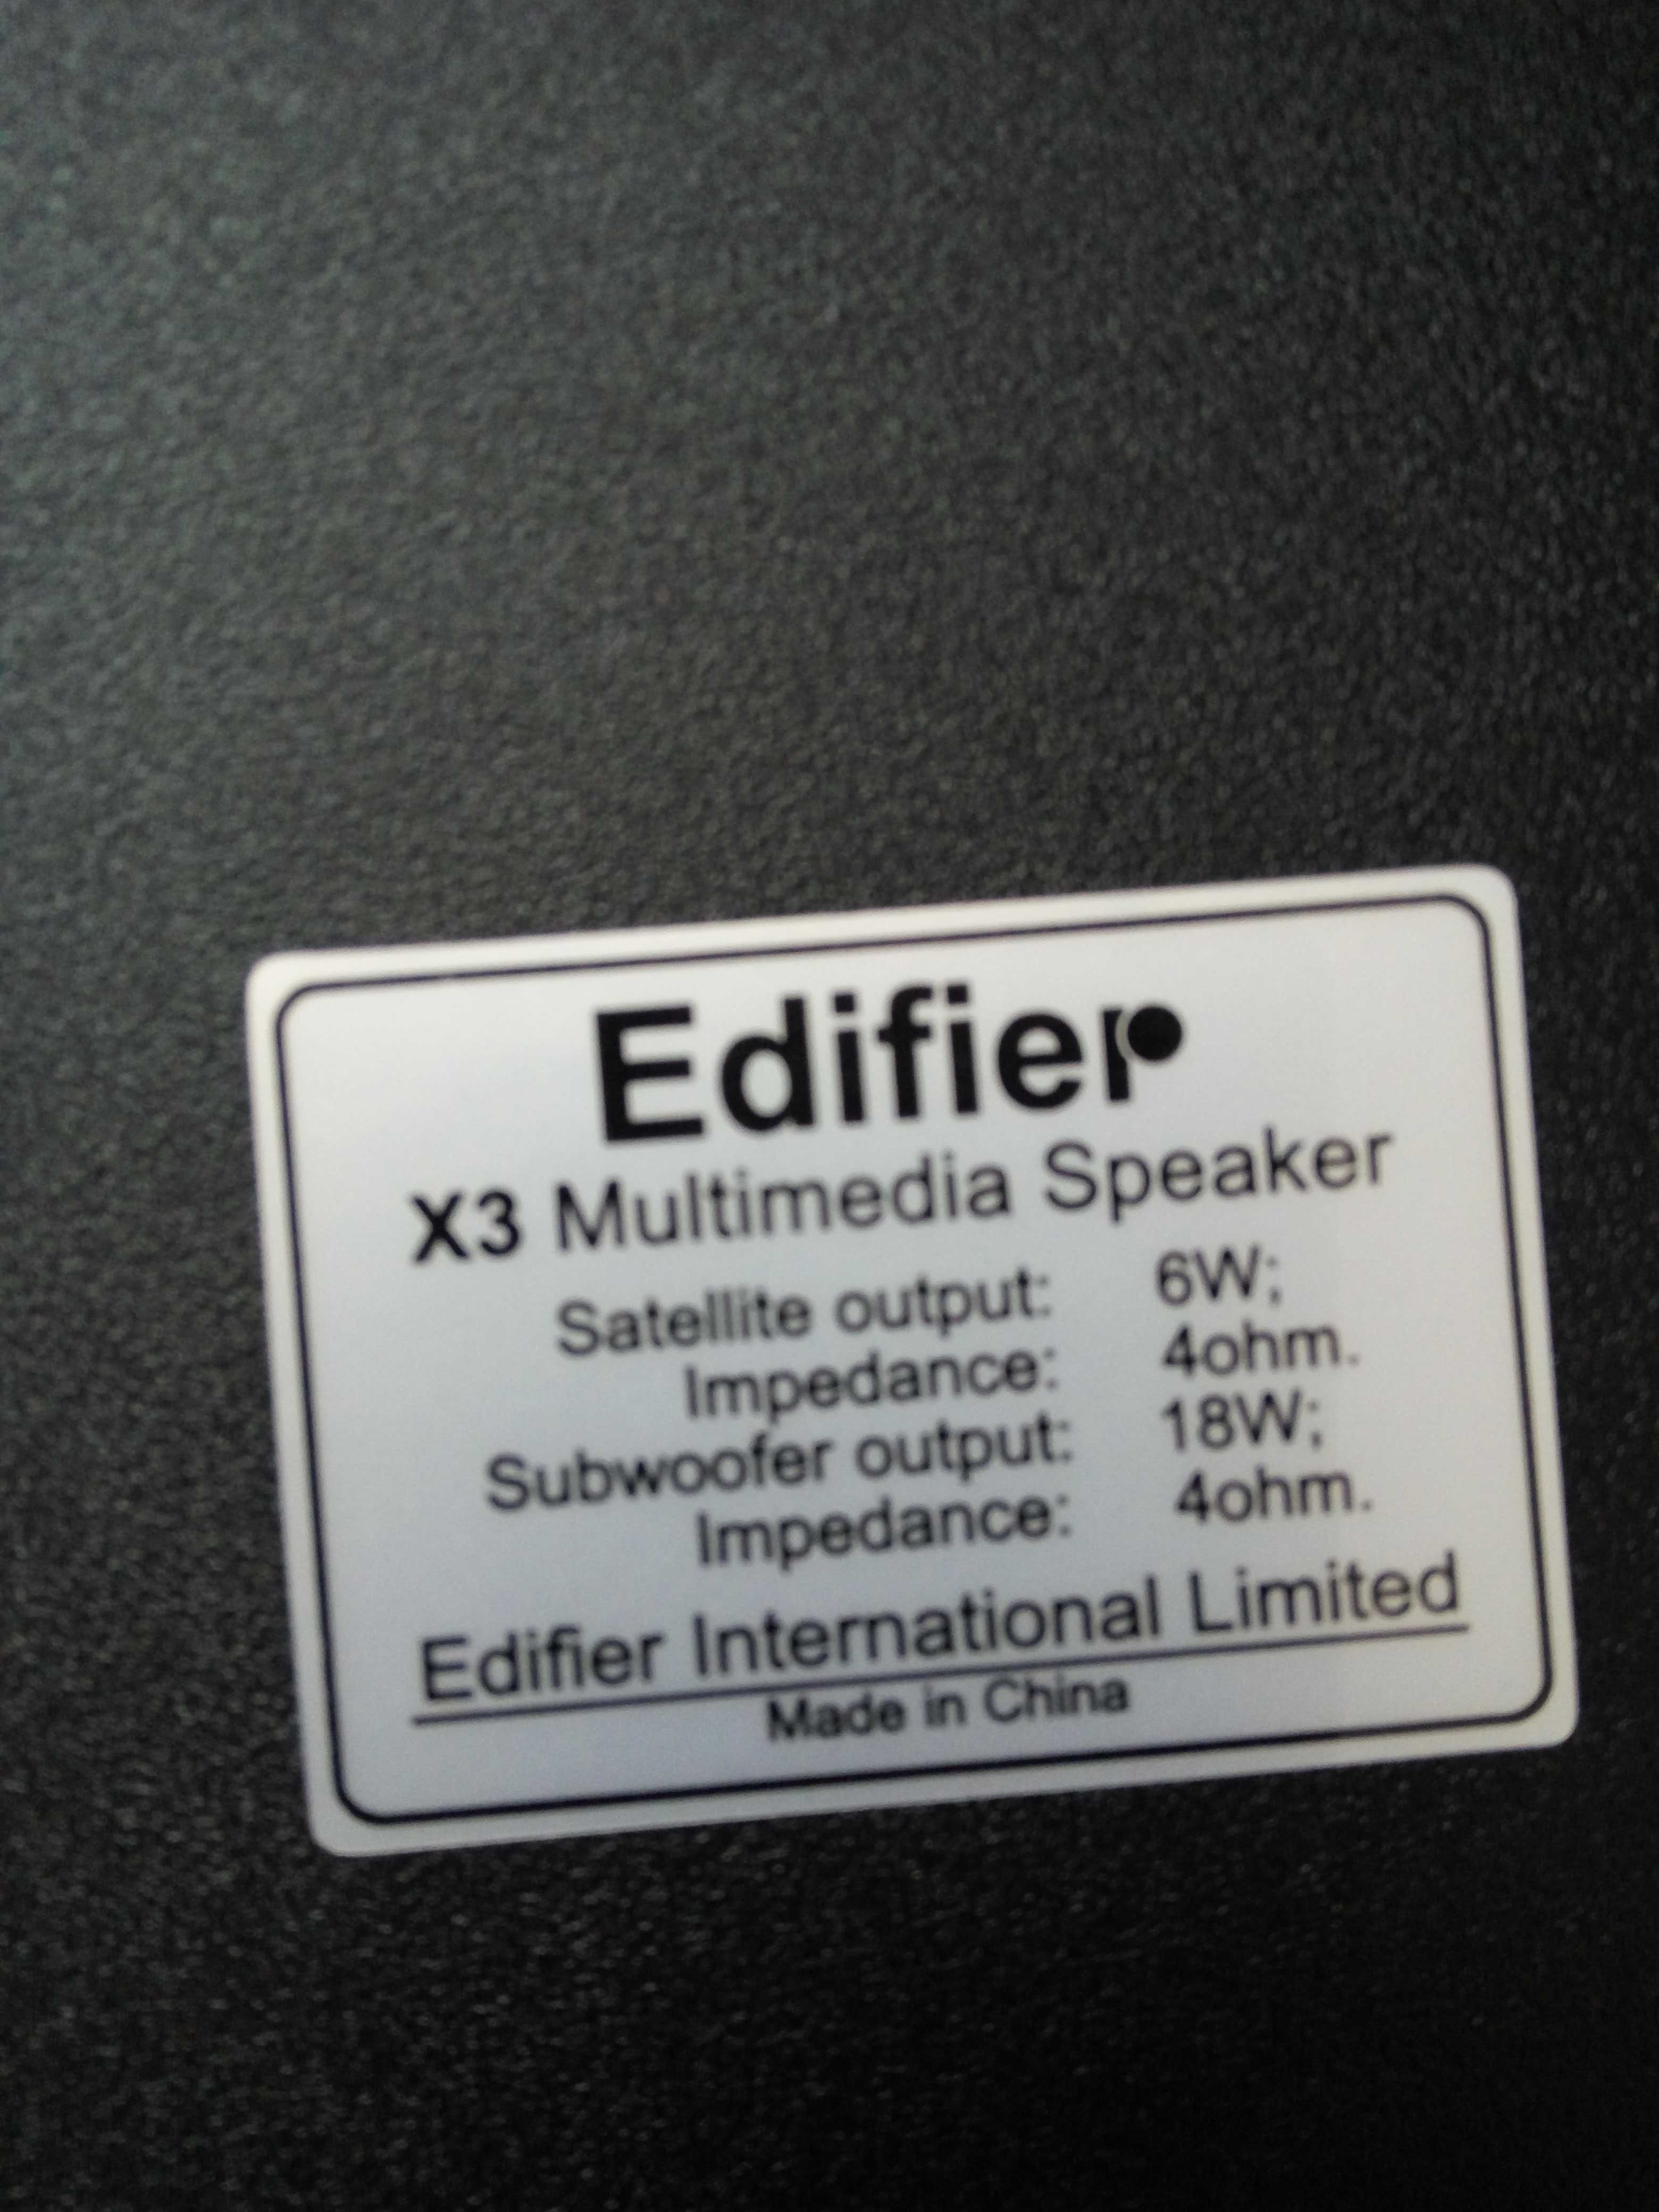 Edifier
X3 Multimedia Speaker
Satellite output: 6W;
Impedance: 4ohm.
Subwoofer output: 18W;
Impedance: 4ohm.
Edifier International Limited
Made in China